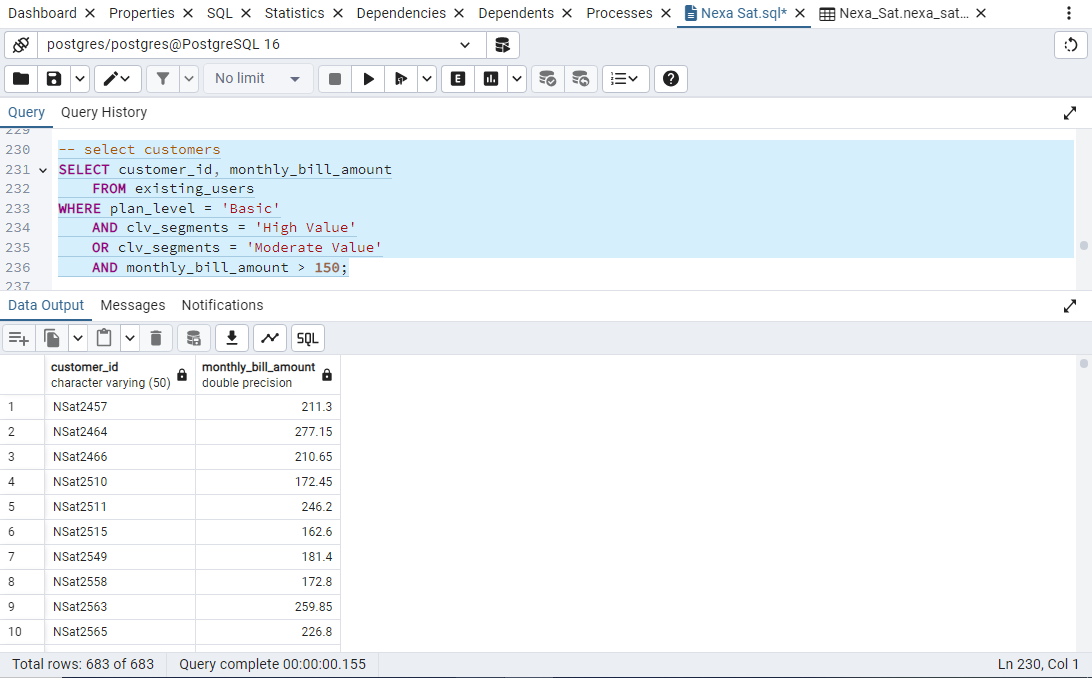 Dashboard Properties SQL Statistics Dependencies Dependents Processes Nexa Sat.sql* Nexa_Sat.nexa_sat...
postgres/postgres@PostgreSQL 16
No limit E
Query Query History
229
230 -- select customers
231 SELECT customer_id, monthly_bill_amount
232 FROM existing_users
233 WHERE plan_level = 'Basic'
234 AND clv_segments = 'High Value'
235 OR clv_segments = 'Moderate Value'
236 AND monthly_bill_amount > 150;
237
Data Output Messages Notifications
SQL
customer_id monthly_bill_amount
character varying (50) double precision
1 NSat2457 211.3
2 NSat2464 277.15
3 NSat2466 210.65
4 NSat2510 172.45
5 NSat2511 246.2
6 NSat2515 162.6
7 NSat2549 181.4
8 NSat2558 172.8
9 NSat2563 259.85
10 NSat2565 226.8
Total rows: 683 of 683 Query complete 00:00:00.155 Ln 230, Col 1